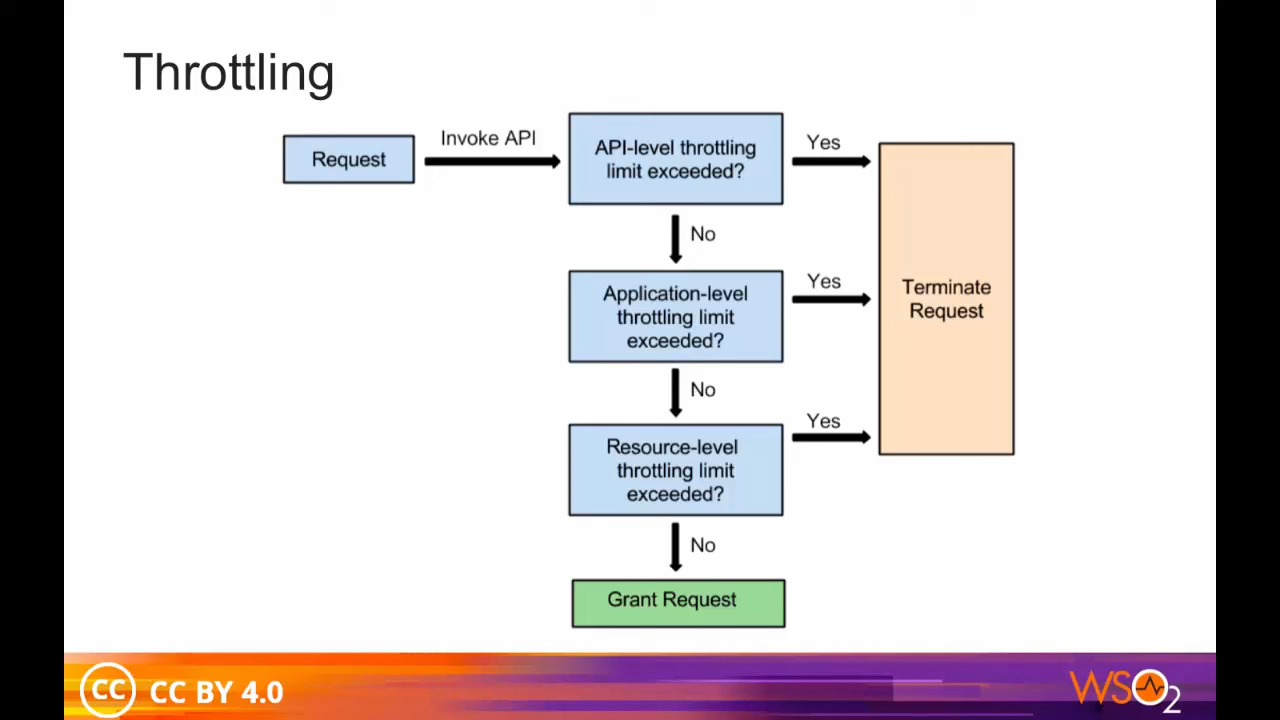 Throttling
Request
Invoke API
API-level throttling
limit exceeded?
Yes
No
Application-level
throttling limit
exceeded?
Yes
Terminate
Request
No
Resource-level
throttling limit
exceeded?
Yes
No
Grant Request
CC CC BY 4.0
WSO2